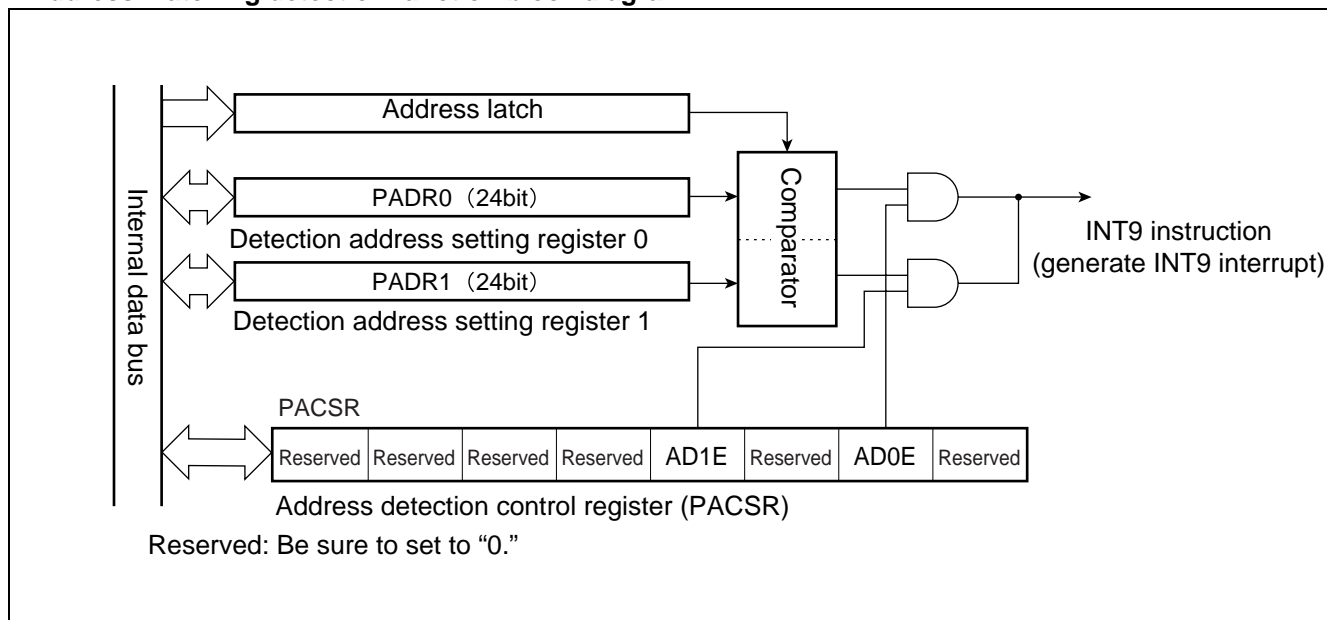 Address latch
PADR0（24bit）
Detection address setting register 0
PADR1（24bit）
Detection address setting register 1
Internal data bus
Comparator
INT9 instruction
(generate INT9 interrupt)
PACSR
Reserved Reserved Reserved Reserved AD1E Reserved AD0E Reserved
Address detection control register (PACSR)
Reserved: Be sure to set to “0.”